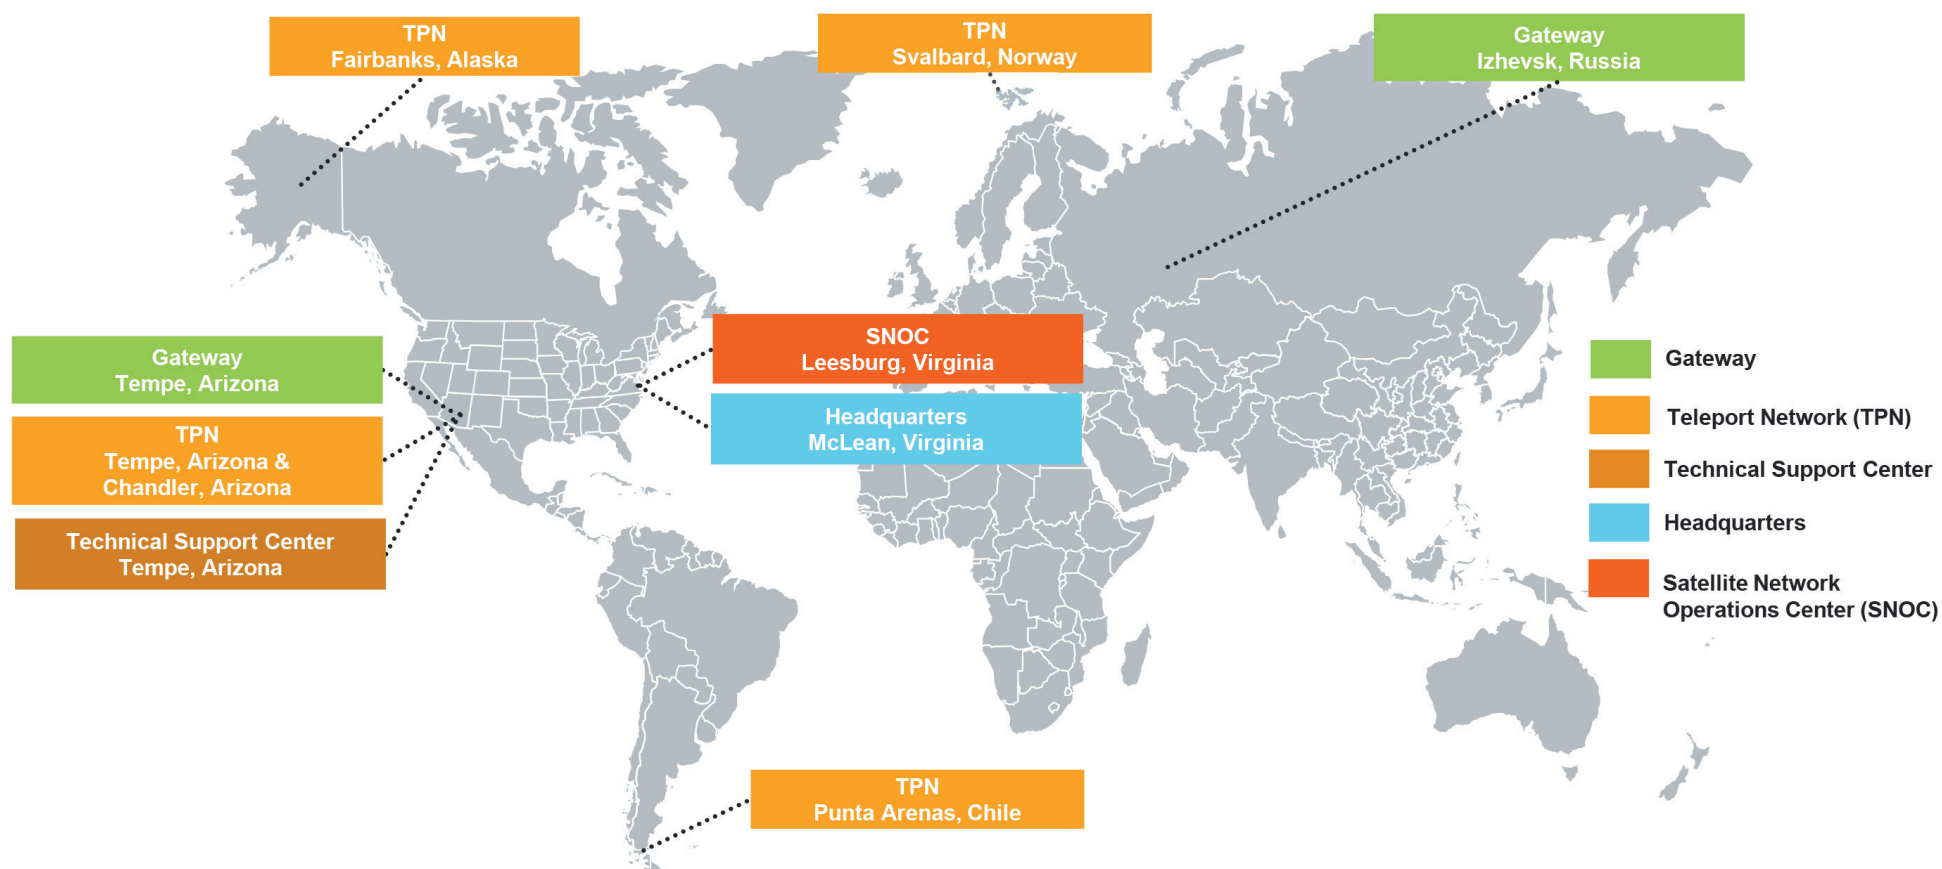 TPN
Fairbanks, Alaska
TPN
Svalbard, Norway
Gateway
Izhevsk, Russia
SNOC
Leesburg, Virginia
Headquarters
McLean, Virginia
Gateway
Tempe, Arizona
TPN
Tempe, Arizona &
Chandler, Arizona
Technical Support Center
Tempe, Arizona
TPN
Punta Arenas, Chile
Gateway
Teleport Network (TPN)
Technical Support Center
Headquarters
Satellite Network
Operations Center (SNOC)